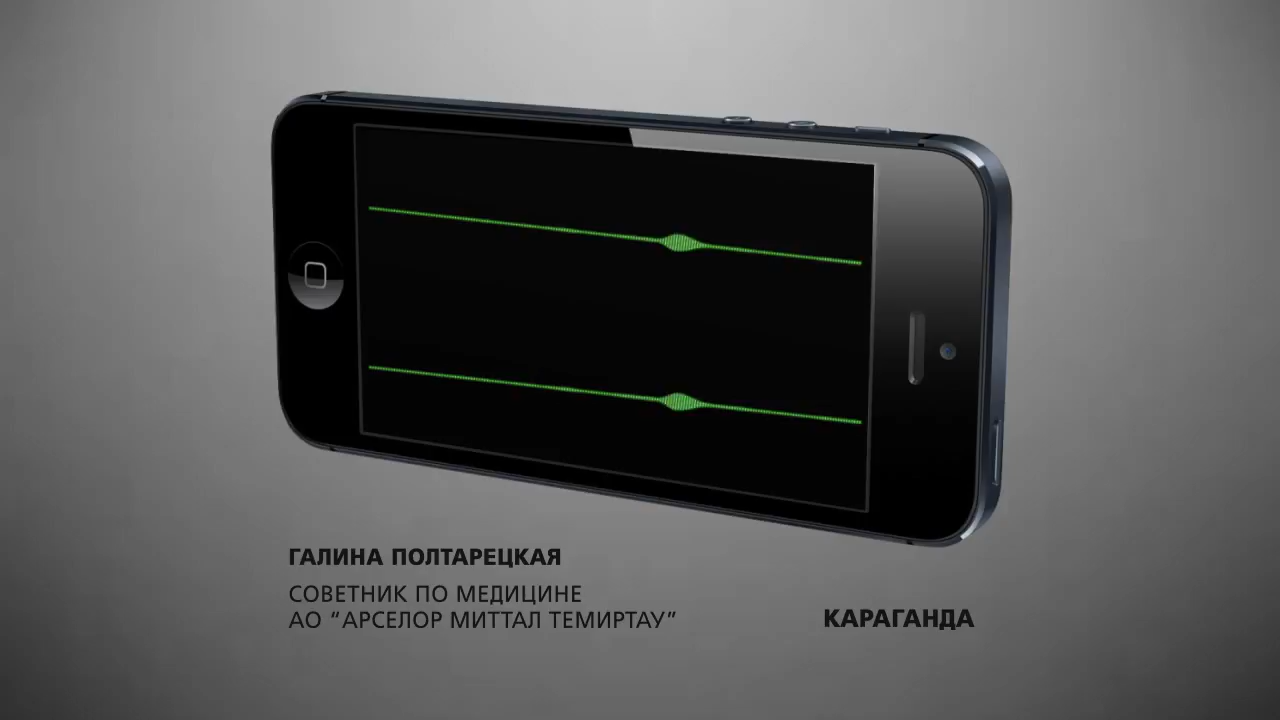 ГАЛИНА ПОЛТАРЕЦКАЯ
СОВЕТНИК ПО МЕДИЦИНЕ
АО “АРСЕЛОР МИТТАЛ ТЕМИРТАУ”
КАРАГАНДА